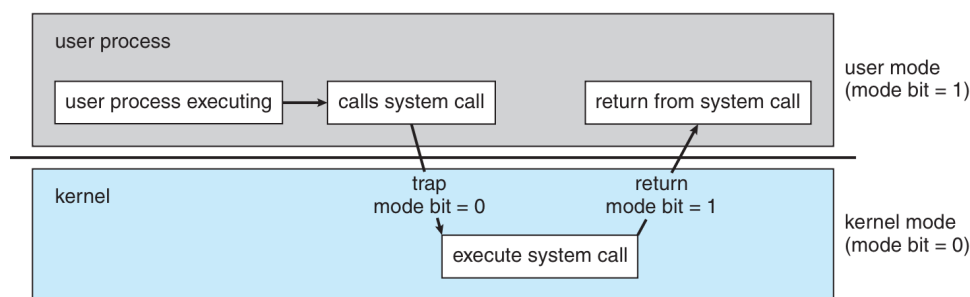 user process
user process executing
calls system call
return from system call
user mode
(mode bit = 1)
kernel
trap
mode bit = 0
return
mode bit = 1
execute system call
kernel mode
(mode bit = 0)